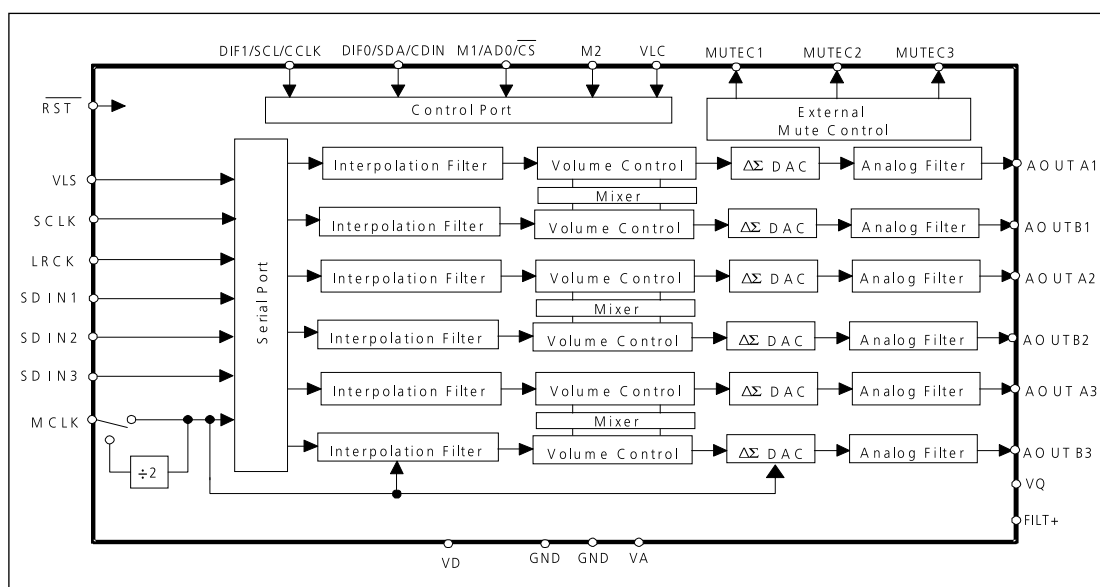 DIF1/SCL/CCLK DIF0/SDA/CDIN M1/AD0/CS M2 VLC MUTEC1 MUTEC2 MUTEC3
RST
Control Port
External
Mute Control
VLS
SCLK
LRCK
SDIN1
SDIN2
SDIN3
MCLK
÷2
Serial Port
Interpolation Filter Volume Control ΔΣ DAC Analog Filter AOUTA1
Mixer
Interpolation Filter Volume Control ΔΣ DAC Analog Filter AOUTB1
Interpolation Filter Volume Control ΔΣ DAC Analog Filter AOUTA2
Mixer
Interpolation Filter Volume Control ΔΣ DAC Analog Filter AOUTB2
Interpolation Filter Volume Control ΔΣ DAC Analog Filter AOUTA3
Mixer
Interpolation Filter Volume Control ΔΣ DAC Analog Filter AOUTB3
VQ
FILT+
VD GND GND VA